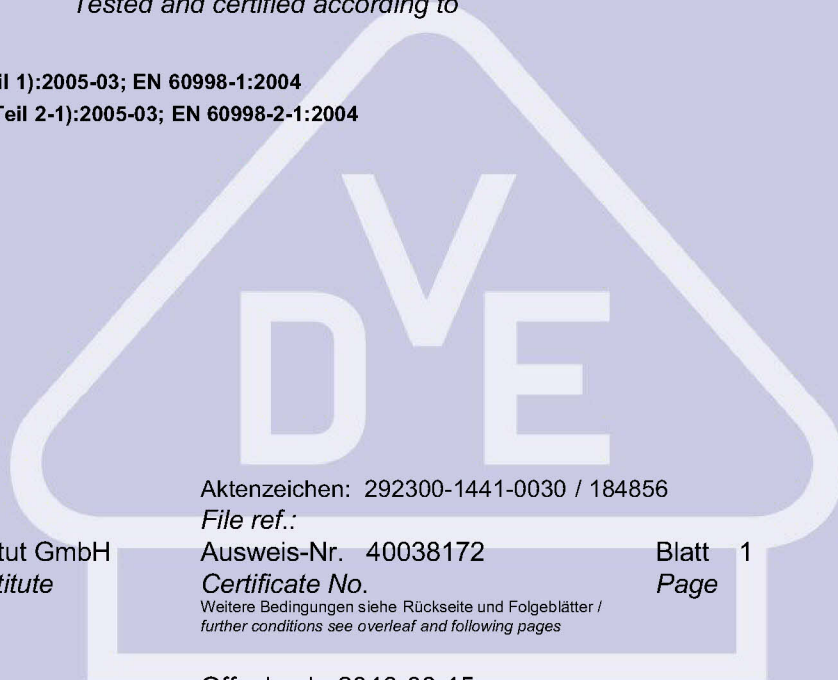 Tested and certified according to
il 1):2005-03; EN 60998-1:2004
Teil 2-1):2005-03; EN 60998-2-1:2004
V
D E
Aktenzeichen: 292300-1441-0030 / 184856
File ref.:
tut GmbH Ausweis-Nr. 40038172 Blatt 1
titute Certificate No. Page
Weitere Bedingungen siehe Rückseite und Folgeblätter /
further conditions see overleaf and following pages